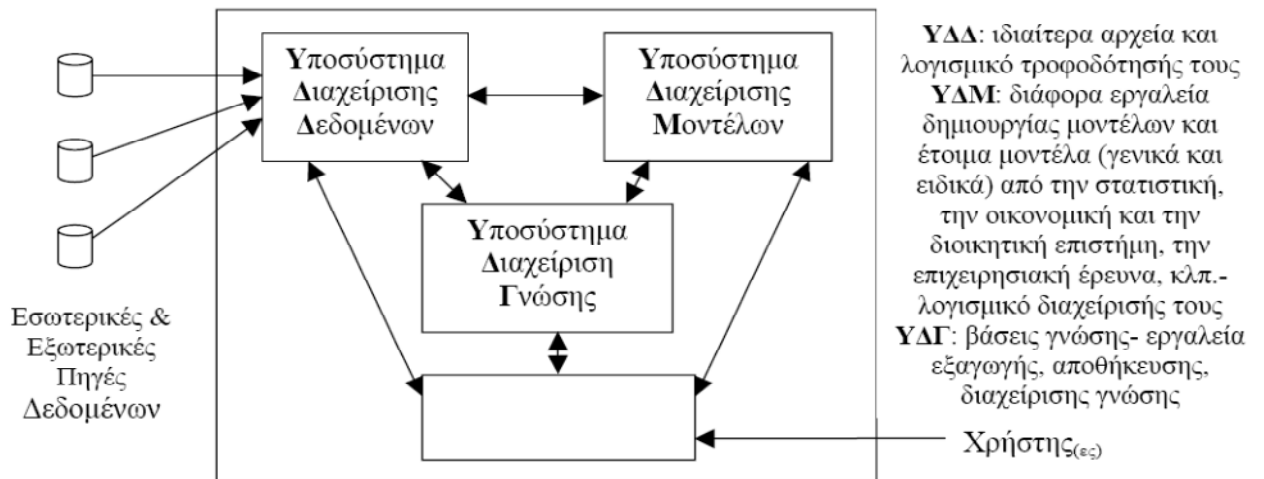 Υποσύστημα
Διαχείρισης
Δεδομένων
Υποσύστημα
Διαχείρισης
Μοντέλων
Υποσύστημα
Διαχείριση
Γνώσης
Εσωτερικές &
Εξωτερικές
Πηγές
Δεδομένων
ΥΔΔ: ιδιαίτερα αρχεία και
λογισμικό τροφοδότησής τους
ΥΔΜ: διάφορα εργαλεία
δημιουργίας μοντέλων και
έτοιμα μοντέλα (γενικά και
ειδικά) από την στατιστική,
την οικονομική και την
διοικητική επιστήμη, την
επιχειρησιακή έρευνα, κλπ.-
λογισμικό διαχείρισής τους
ΥΔΓ: βάσεις γνώσης- εργαλεία
εξαγωγής, αποθήκευσης,
διαχείρισης γνώσης
Χρήστης(ες)